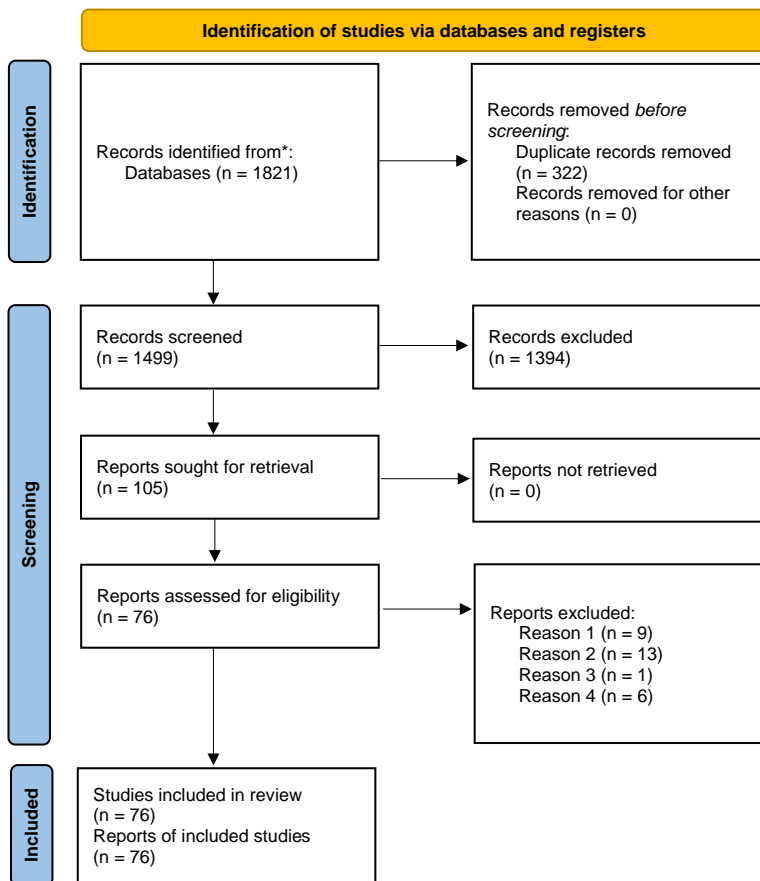 Identification of studies via databases and registers
Identification
Records identified from*:
Databases (n = 1821)
Records removed before
screening:
Duplicate records removed
(n = 322)
Records removed for other
reasons (n = 0)
Screening
Records screened
(n = 1499)
Records excluded
(n = 1394)
Reports sought for retrieval
(n = 105)
Reports not retrieved
(n = 0)
Reports assessed for eligibility
(n = 76)
Reports excluded:
Reason 1 (n = 9)
Reason 2 (n = 13)
Reason 3 (n = 1)
Reason 4 (n = 6)
Included
Studies included in review
(n = 76)
Reports of included studies
(n = 76)